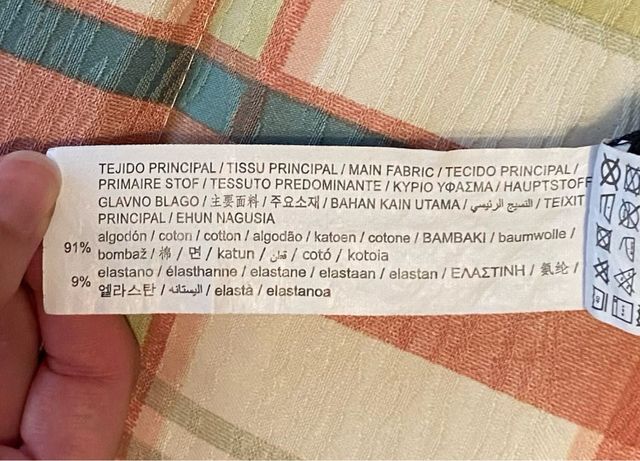 TEJIDO PRINCIPAL / TISSU PRINCIPAL / MAIN FABRIC / TECIDO PRINCIPAL /
PRIMAIRE STOF / TESSUTO PREDOMINANTE / ΚΥΡΙΟ ΥΦΑΣΜΑ / HAUPTSTOFF
GLAVNO BLAGO / 主要面料 / 주요소재 / BAHAN KAIN UTAMA / النسيج الرئيسي / TEIXIT
PRINCIPAL / EHUN NAGUSIA
91% algodón / coton / cotton / algodão / katoen / cotone / BAMBAKI / baumwolle /
bombaž / 棉 / 면 / katun / قطن / cotó / kotoia
9% elastano / élasthanne / elastane / elastaan / elastan / ΕΛΑΣΤΙΝΗ / 氨纶 /
엘라스탄 / اليستانه / elastà / elastanoa